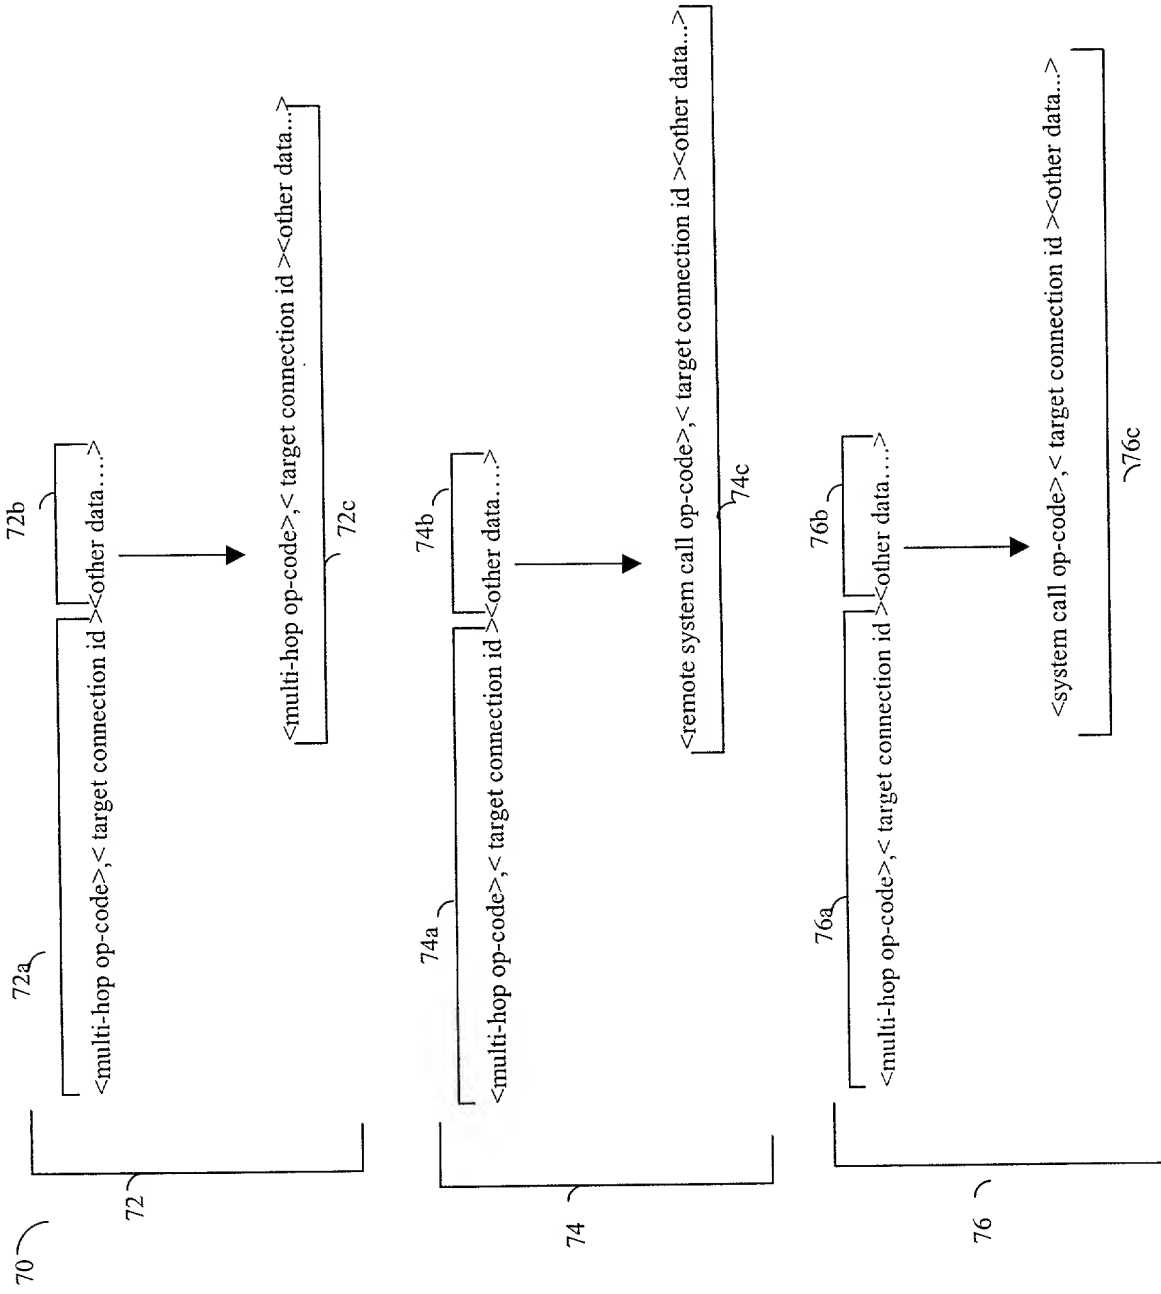 70
72
72a
72b
<multi-hop op-code>,< target connection id ><other data....>
<multi-hop op-code>,< target connection id ><other data...>
72c
74
74a
74b
<multi-hop op-code>,< target connection id ><other data....>
<remote system call op-code>,< target connection id ><other data...>
74c
76
76a
76b
<multi-hop op-code>,< target connection id ><other data....>
<system call op-code>,< target connection id ><other data...>
76c